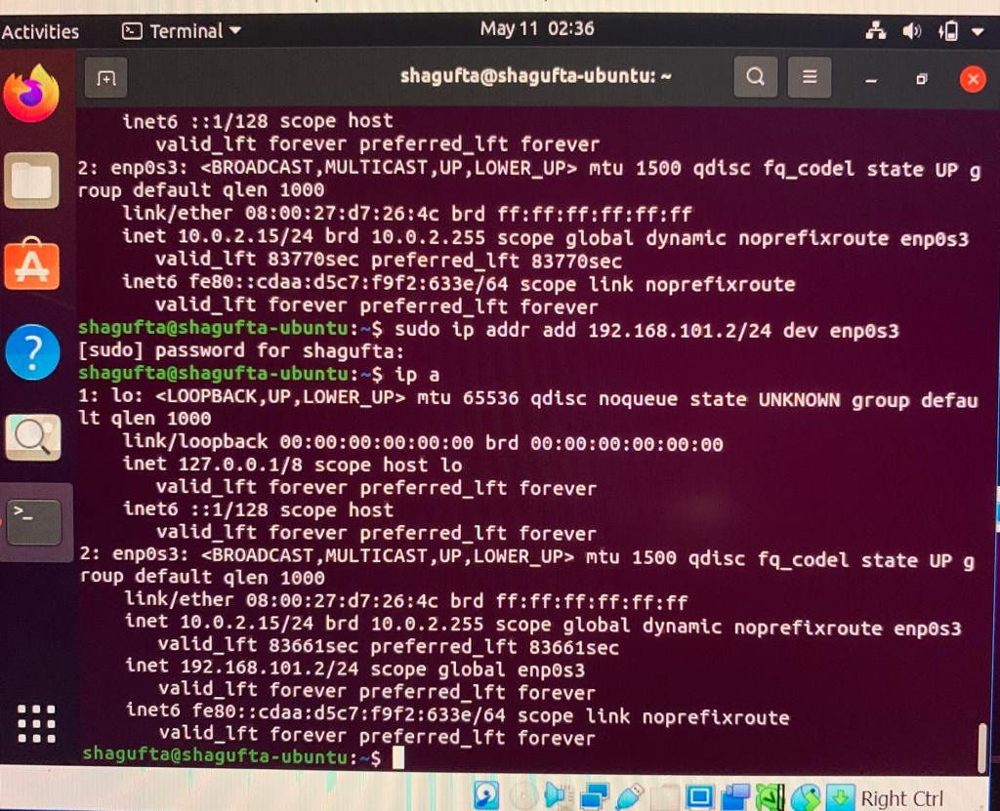 Activities Terminal May 11 02:36
shagufta@shagufta-ubuntu: ~
inet6 ::1/128 scope host
valid_lft forever preferred_lft forever
2: enp0s3: <BROADCAST,MULTICAST,UP,LOWER_UP> mtu 1500 qdisc fq_codel state UP g
roup default qlen 1000
link/ether 08:00:27:d7:26:4c brd ff:ff:ff:ff:ff:ff
inet 10.0.2.15/24 brd 10.0.2.255 scope global dynamic noprefixroute enp0s3
valid_lft 83770sec preferred_lft 83770sec
inet6 fe80::cdaa:d5c7:f9f2:633e/64 scope link noprefixroute
valid_lft forever preferred_lft forever
shagufta@shagufta-ubuntu:~$ sudo ip addr add 192.168.101.2/24 dev enp0s3
[sudo] password for shagufta:
shagufta@shagufta-ubuntu:~$ ip a
1: lo: <LOOPBACK,UP,LOWER_UP> mtu 65536 qdisc noqueue state UNKNOWN group defau
lt qlen 1000
link/loopback 00:00:00:00:00:00 brd 00:00:00:00:00:00
inet 127.0.0.1/8 scope host lo
valid_lft forever preferred_lft forever
inet6 ::1/128 scope host
valid_lft forever preferred_lft forever
2: enp0s3: <BROADCAST,MULTICAST,UP,LOWER_UP> mtu 1500 qdisc fq_codel state UP g
roup default qlen 1000
link/ether 08:00:27:d7:26:4c brd ff:ff:ff:ff:ff:ff
inet 10.0.2.15/24 brd 10.0.2.255 scope global dynamic noprefixroute enp0s3
valid_lft 83661sec preferred_lft 83661sec
inet 192.168.101.2/24 scope global enp0s3
valid_lft forever preferred_lft forever
inet6 fe80::cdaa:d5c7:f9f2:633e/64 scope link noprefixroute
valid_lft forever preferred_lft forever
shagufta@shagufta-ubuntu:~$
Right Ctrl